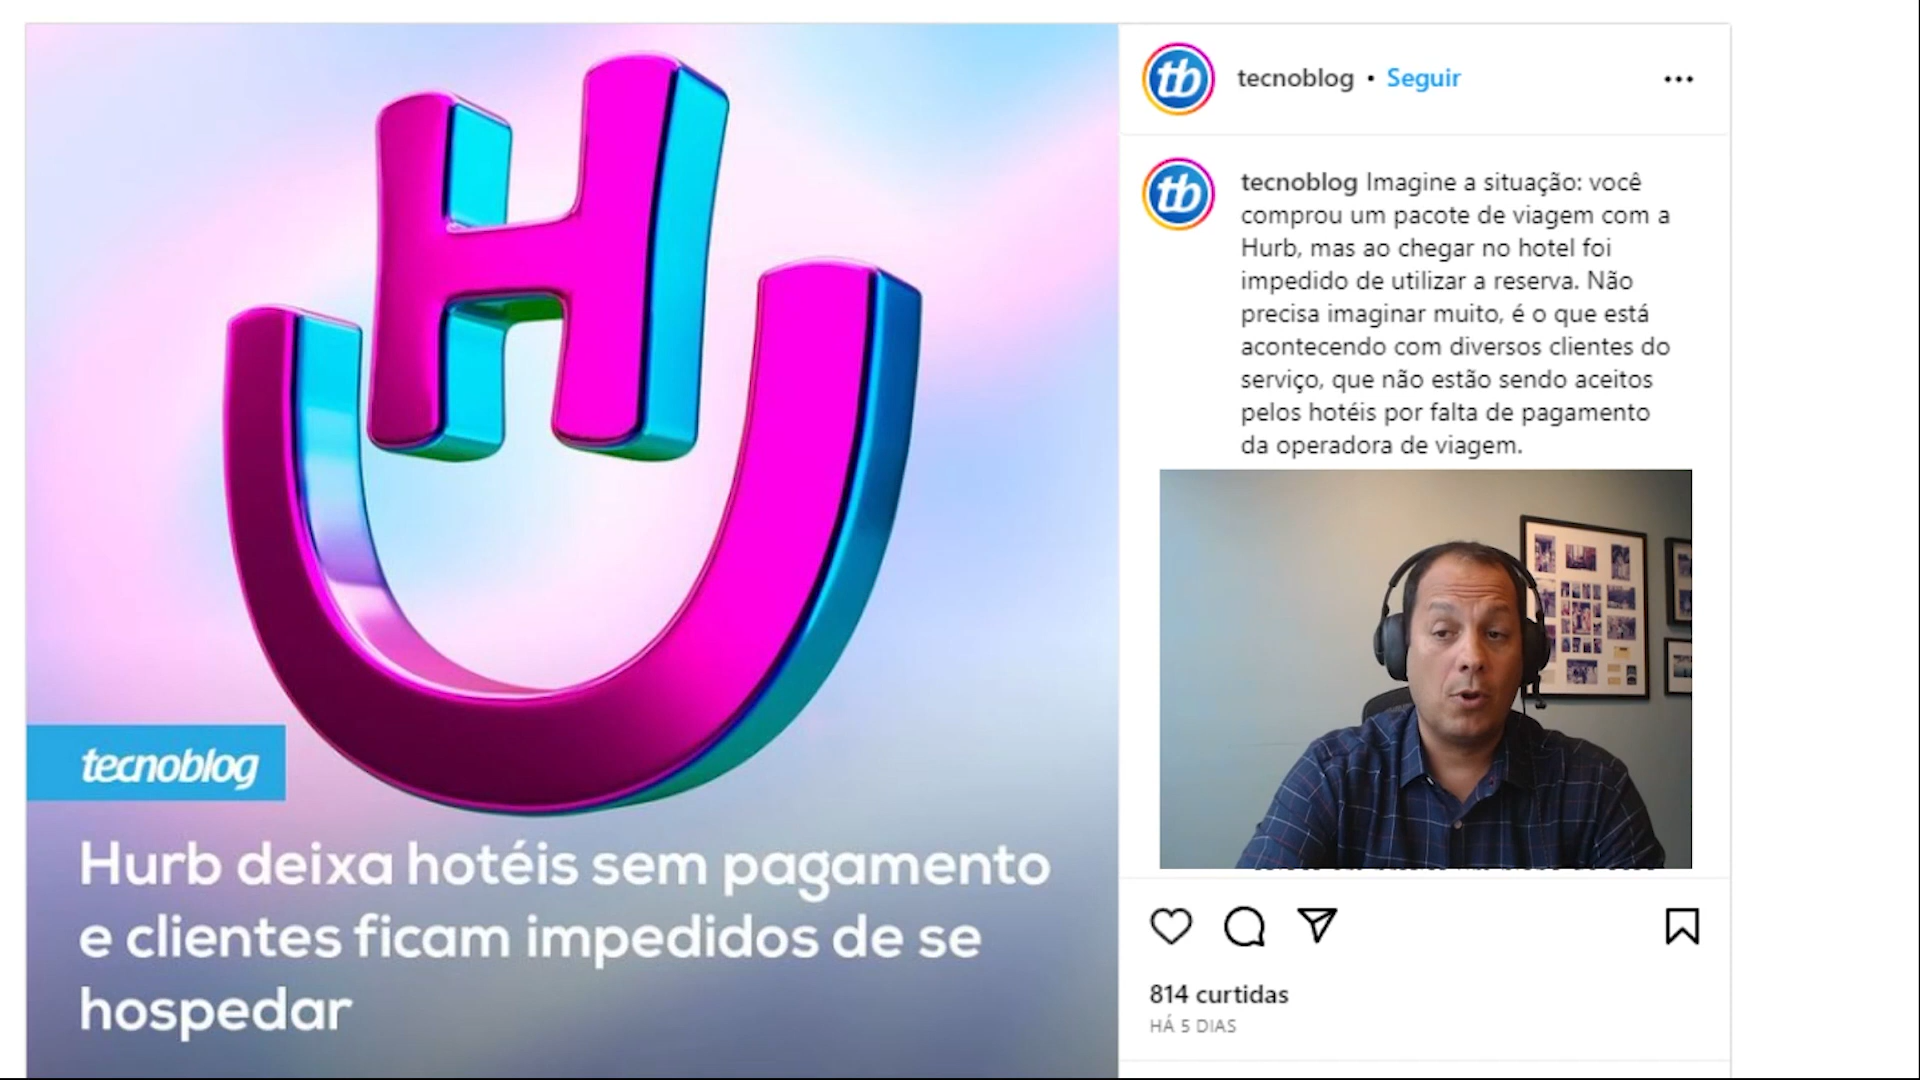 tecnoblog
Hurb deixa hotéis sem pagamento
e clientes ficam impedidos de se
hospedar
tb
tecnoblog • Seguir
tb
tecnoblog Imagine a situação: você
comprou um pacote de viagem com a
Hurb, mas ao chegar no hotel foi
impedido de utilizar a reserva. Não
precisa imaginar muito, é o que está
acontecendo com diversos clientes do
serviço, que não estão sendo aceitos
pelos hotéis por falta de pagamento
da operadora de viagem.
814 curtidas
HÁ 5 DIAS